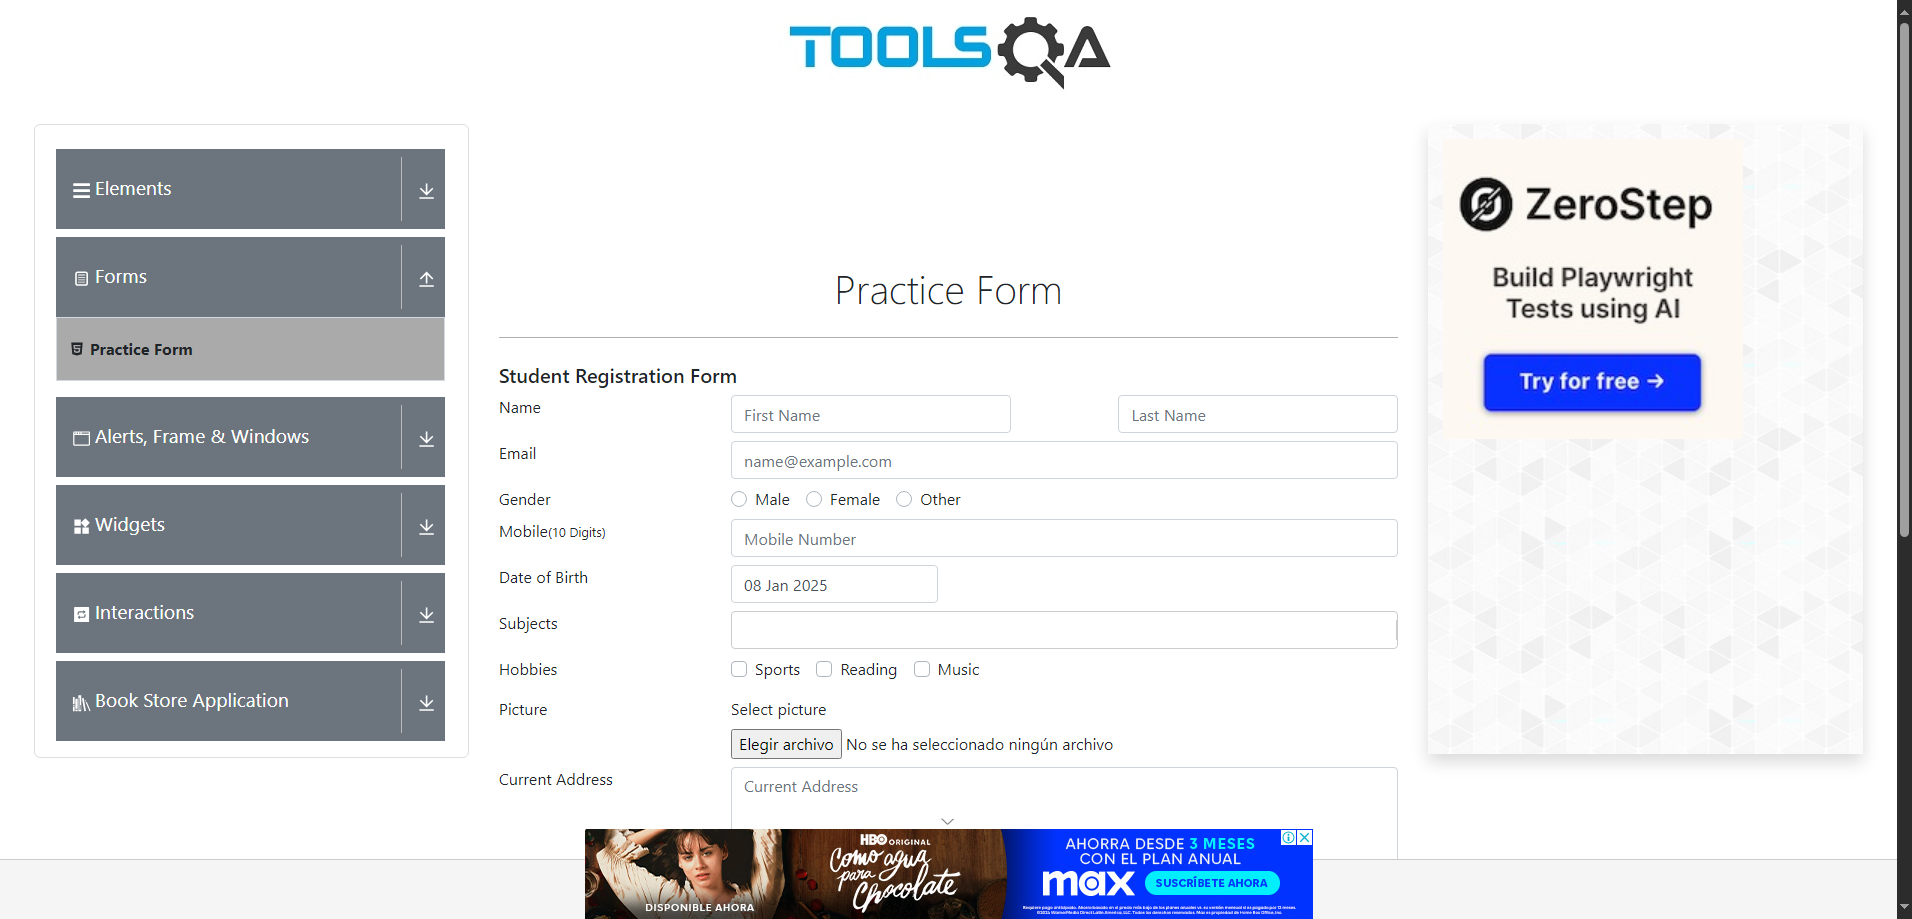 TOOLSQA
Elements
Forms
Practice Form
Alerts, Frame & Windows
Widgets
Interactions
Book Store Application
Practice Form
Student Registration Form
Name
First Name
Last Name
Email
name@example.com
Gender
Male
Female
Other
Mobile(10 Digits)
Mobile Number
Date of Birth
08 Jan 2025
Subjects
Hobbies
Sports
Reading
Music
Picture
Select picture
Elegir archivo No se ha seleccionado ningún archivo
Current Address
Current Address
ZeroStep
Build Playwright
Tests using AI
Try for free →
DISPONIBLE AHORA
HBO ORIGINAL
Como agua
para
Chocolate
AHORRA DESDE 3 MESES
CON EL PLAN ANUAL
max
SUSCRÍBETE AHORA